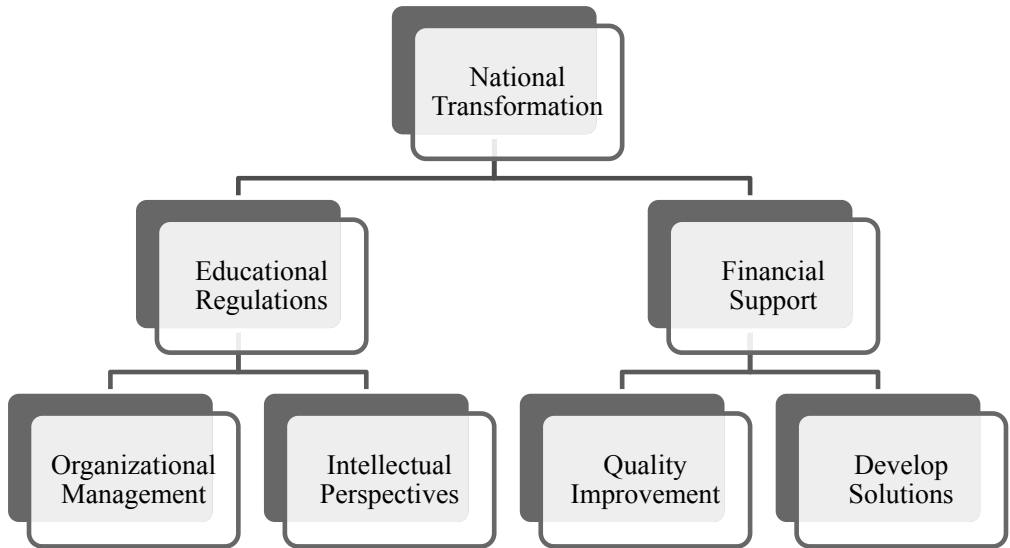 National
Transformation
Educational
Regulations
Financial
Support
Organizational
Management
Intellectual
Perspectives
Quality
Improvement
Develop
Solutions